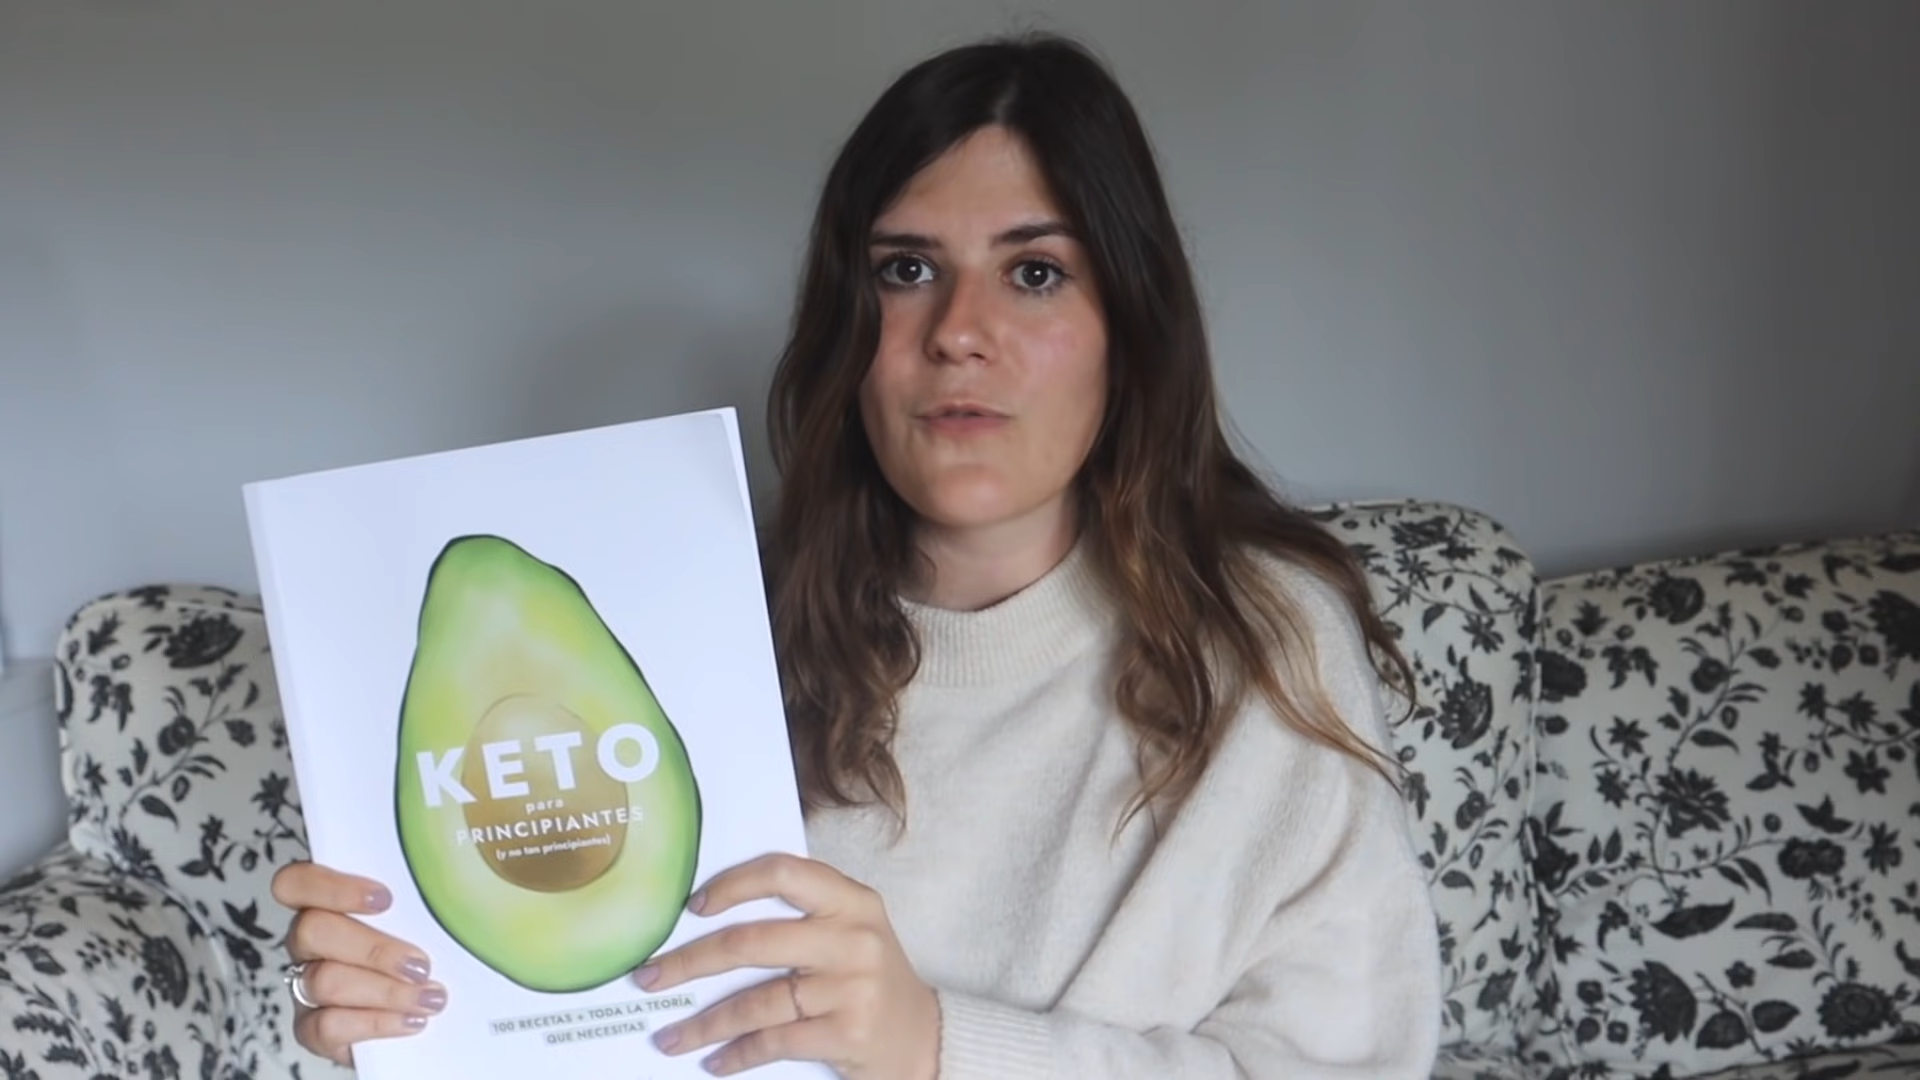 KETO
para
PRINCIPIANTES
(y no tan principiantes)
100 RECETAS + TODA LA TEORÍA
QUE NECESITAS